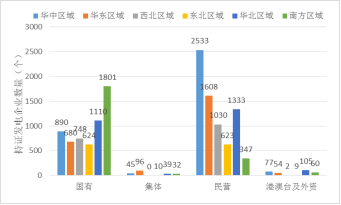 华中区域 华东区域 西北区域 东北区域 华北区域 南方区域
持证发电企业数量（个）
3000
2500
2000
1500
1000
500
0
890 680 748 624 1110 1801
45 96 0 10 39 32
2533 1608 1030 623 1333 347
77 54 2 9 105 60
国有 集体 民营 港澳台及外资